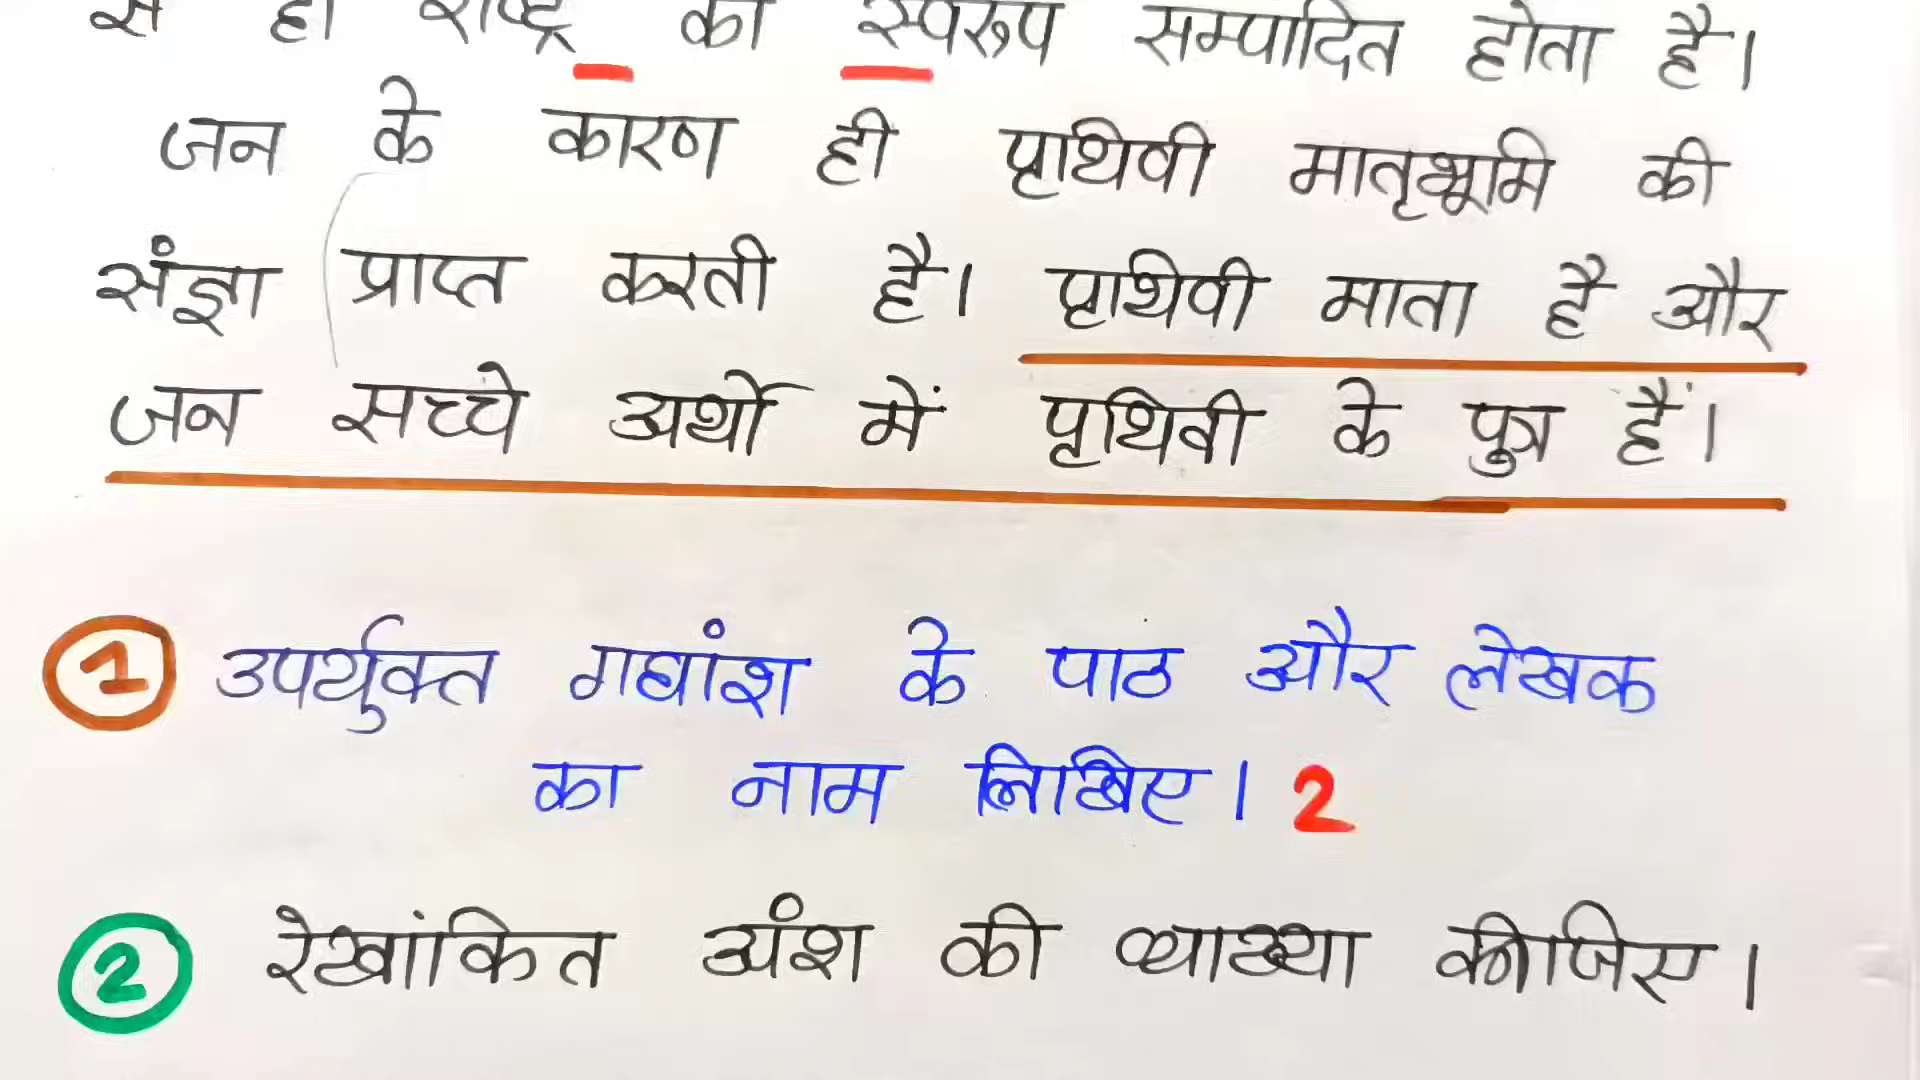 से ही राष्ट्र का स्वरूप सम्पादित होता है।
जन के कारण ही पृथिवी मातृभूमि की
संज्ञा प्राप्त करती है। पृथिवी माता है और
जन सच्चे अर्थो में पृथिवी के पुत्र हैं।
1 उपर्युक्त गद्यांश के पाठ और लेखक
का नाम लिखिए। 2
2 रेखांकित अंश की व्याख्या कीजिए।